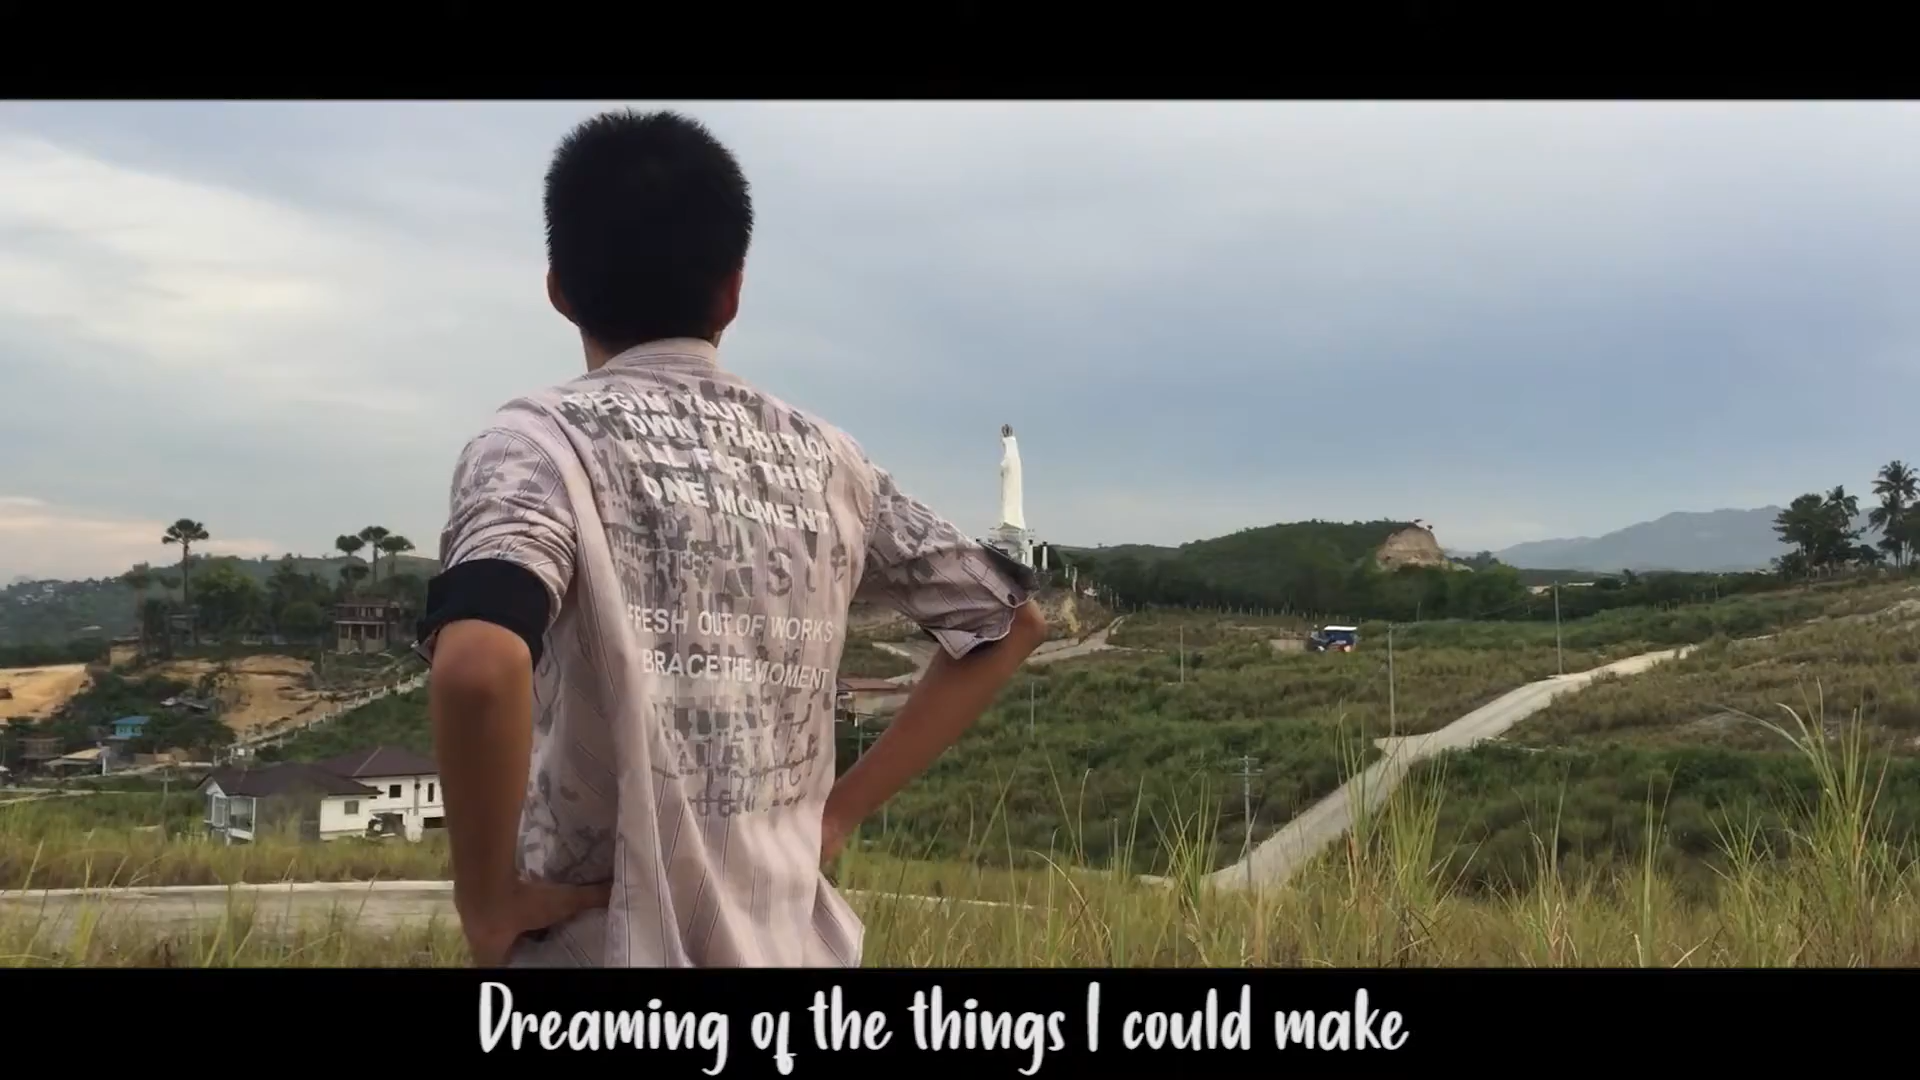 BEGIN YOUR
OWN TRADITION
ALL FOR THIS
ONE MOMENT
FRESH OUT OF WORKS
BRACE THE MOMENT
Dreaming of the things I could make